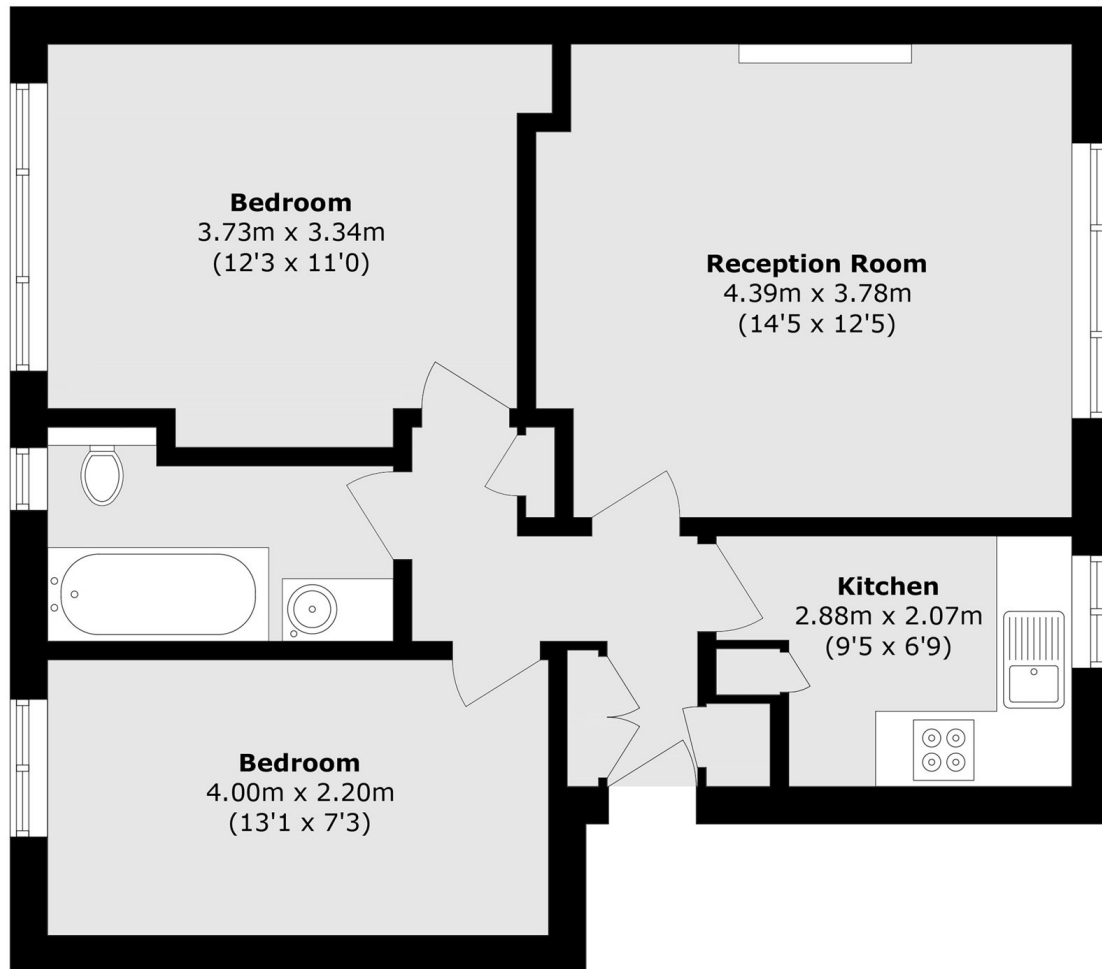 Bedroom
3.73m x 3.34m
(12'3 x 11'0)
Reception Room
4.39m x 3.78m
(14'5 x 12'5)
Kitchen
2.88m x 2.07m
(9'5 x 6'9)
Bedroom
4.00m x 2.20m
(13'1 x 7'3)